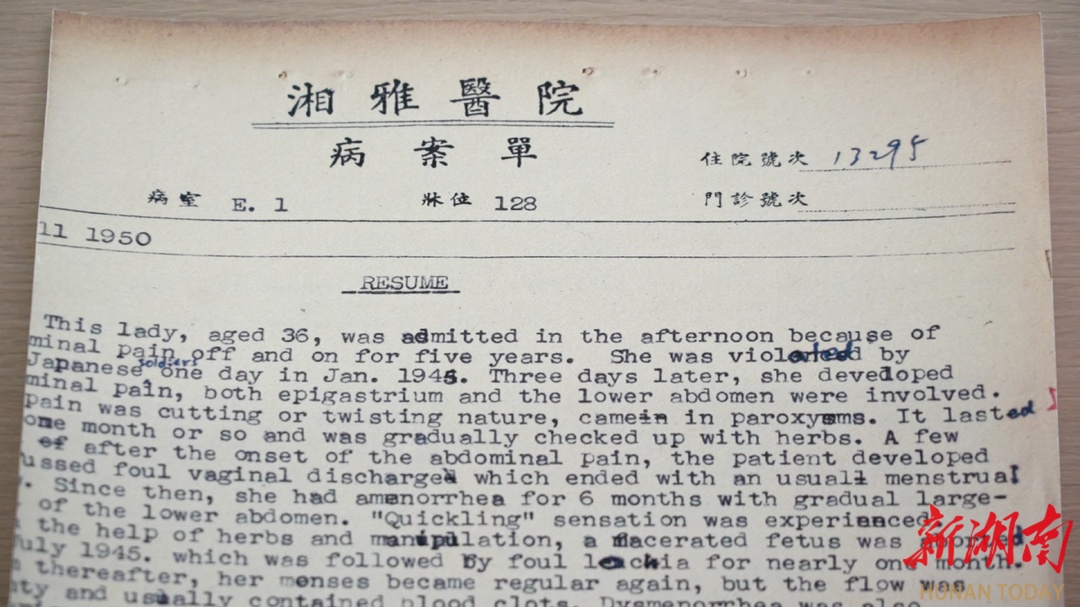 湘雅醫院
病案單
住院號次 13295
病室 E. 1 牀位 128 門診號次
11 1950
RESUME
This lady, aged 36, was admitted in the afternoon because of
minal pain off and on for five years. She was violated by
Japanese soldiers one day in Jan. 1945. Three days later, she developed
minal pain, both epigastrium and the lower abdomen were involved.
pain was cutting or twisting nature, came in paroxysms. It lasted
one month or so and was gradually checked up with herbs. A few
after the onset of the abdominal pain, the patient developed
ussed foul vaginal discharge which ended with an usual menstrual
. Since then, she had amenorrhea for 6 months with gradual large-
of the lower abdomen. "Quickling" sensation was experienced
the help of herbs and manipulation, a macerated fetus was
uly 1945. which was followed by foul lochia for nearly one month.
thereafter, her menses became regular again, but the flow was
ty and usually contained blood clots. Dysmenorrhea was also
新湖南
HUNAN TODAY